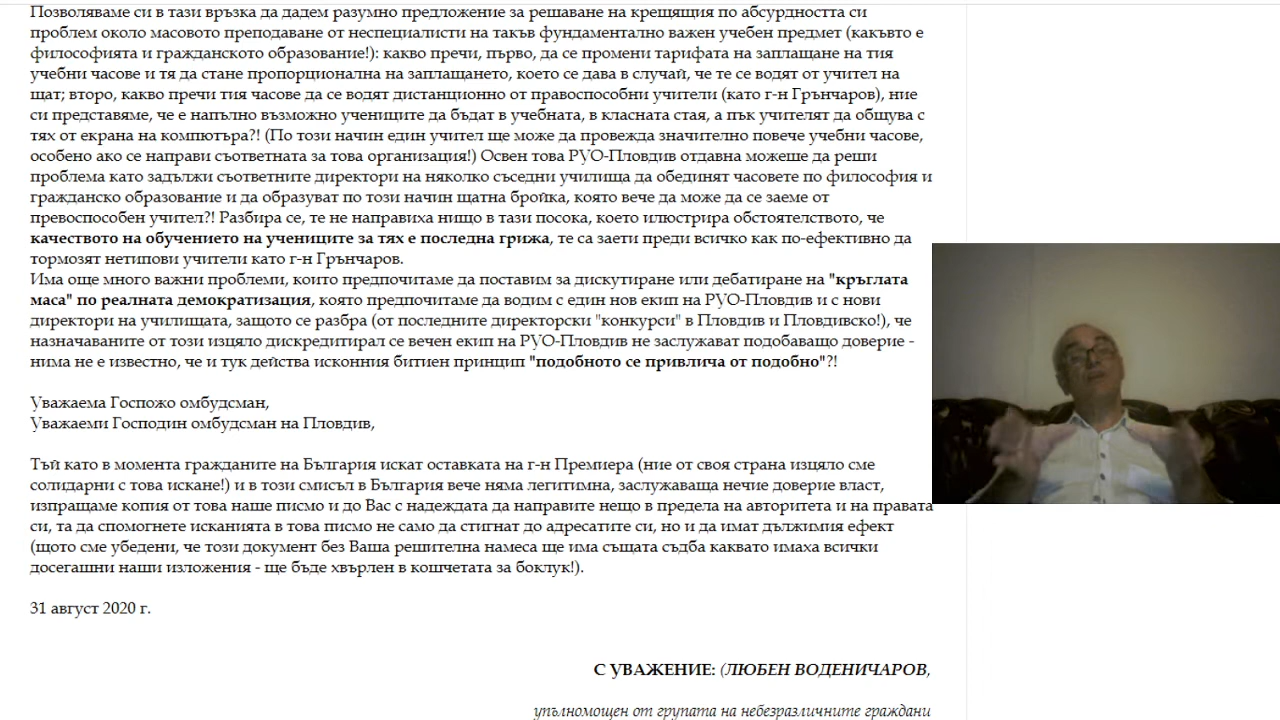 Позволяваме си в тази връзка да дадем разумно предложение за решаване на крещящия по абсурдността си
проблем около масовото преподаване от неспециалисти на такъв фундаментално важен учебен предмет (какъвто е
философията и гражданското образование!): какво пречи, първо, да се промени тарифата на заплащане на тия
учебни часове и тя да стане пропорционална на заплащането, което се дава в случай, че те се водят от учител на
щат; второ, какво пречи тия часове да се водят дистанционно от правоспособни учители (като г-н Грънчаров), ние
си представяме, че е напълно възможно учениците да бъдат в учебната, в класната стая, а пък учителят да общува с
тях от екрана на компютъра?! (По този начин един учител ще може да провежда значително повече учебни часове,
особено ако се направи съответната за това организация!) Освен това РУО-Пловдив отдавна можеше да реши
проблема като задължи съответните директори на няколко съседни училища да обединят часовете по философия и
гражданско образование и да образуват по този начин щатна бройка, която вече да може да се заеме от
превоспособен учител?! Разбира се, те не направиха нищо в тази посока, което илюстрира обстоятелството, че
качеството на обучението на учениците за тях е последна грижа, те са заети преди всичко как по-ефективно да
тормозят нетипови учители като г-н Грънчаров.
Има още много важни проблеми, които предпочитаме да поставим за дискутиране или дебатиране на "кръглата
маса" по реалната демократизация, която предпочитаме да водим с един нов екип на РУО-Пловдив и с нови
директори на училищата, защото се разбра (от последните директорски "конкурси" в Пловдив и Пловдивско!), че
назначаваните от този изцяло дискредитирал се вечен екип на РУО-Пловдив не заслужават подобаващо доверие -
нима не е известно, че и тук действа исконния битиен принцип "подобното се привлича от подобно"?!
Уважаема Госпожо омбудсман,
Уважаеми Господин омбудсман на Пловдив,
Тъй като в момента гражданите на България искат оставката на г-н Премиера (ние от своя страна изцяло сме
солидарни с това искане!) и в този смисъл в България вече няма легитимна, заслужаваща нечие доверие власт,
изпращаме копия от това наше писмо и до Вас с надеждата да направите нещо в предела на авторитета и на правата
си, та да спомогнете исканията в това писмо не само да стигнат до адресатите си, но и да имат дължимия ефект
(щото сме убедени, че този документ без Ваша решителна намеса ще има същата съдба каквато имаха всички
досегашни наши изложения - ще бъде хвърлен в кошчетата за боклук!).
31 август 2020 г.
С УВАЖЕНИЕ: (ЛЮБЕН ВОДЕНИЧАРОВ,
упълномощен от групата на небезразличните граждани